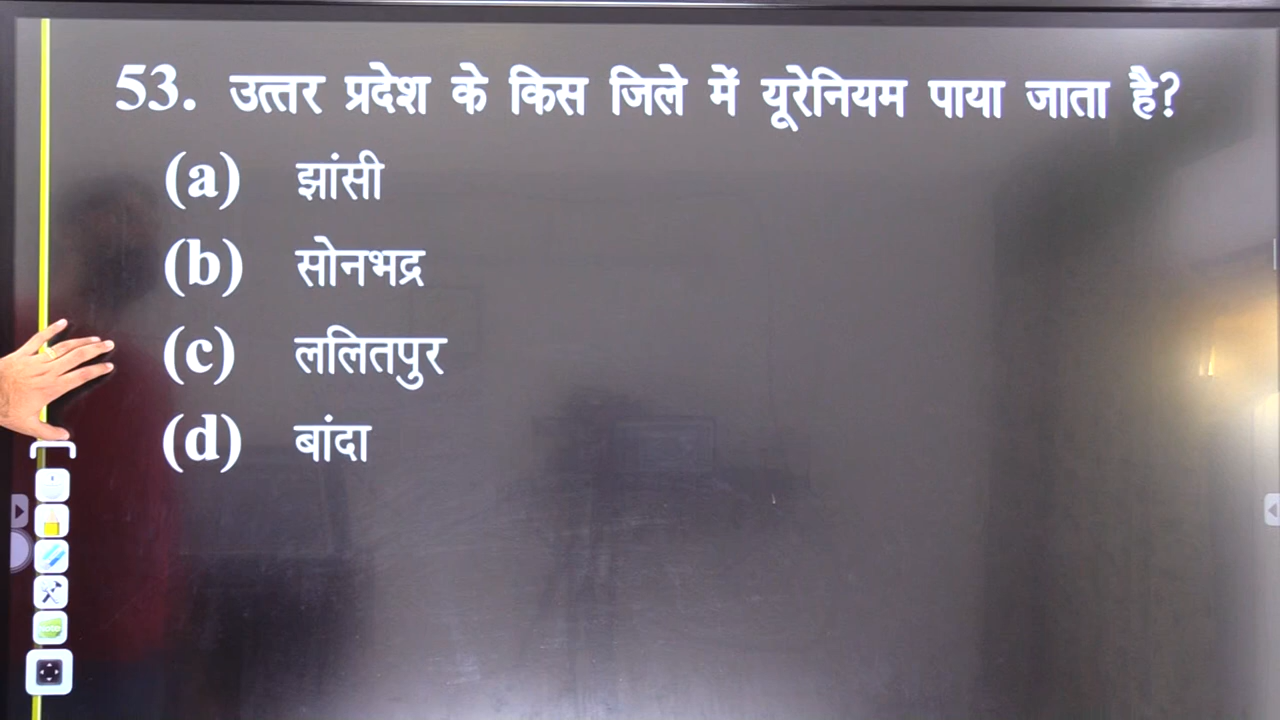 53. उत्तर प्रदेश के किस जिले में यूरेनियम पाया जाता है?
(a) झांसी
(b) सोनभद्र
(c) ललितपुर
(d) बांदा